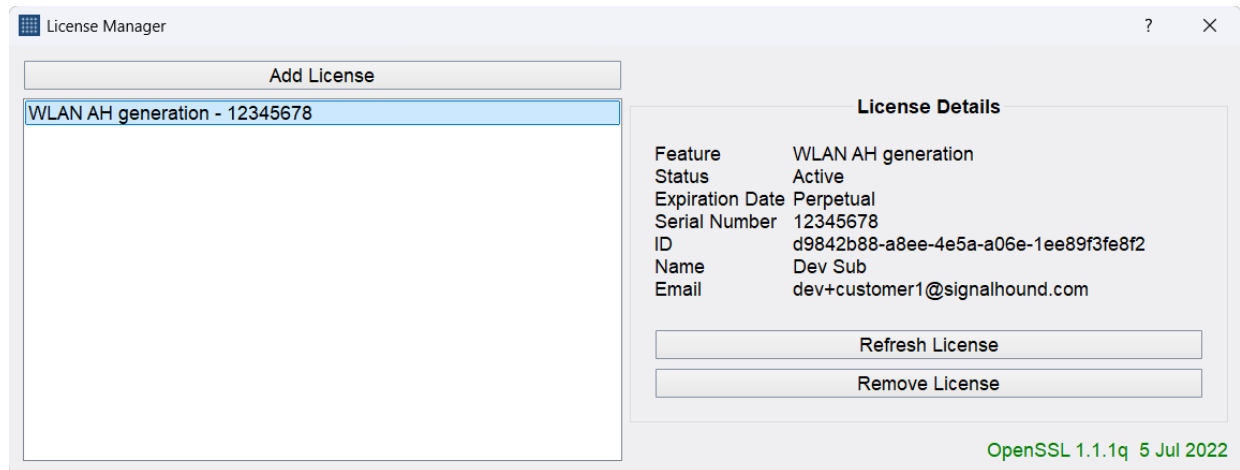 License Manager
?
Add License
WLAN AH generation - 12345678
License Details
Feature WLAN AH generation
Status Active
Expiration Date Perpetual
Serial Number 12345678
ID d9842b88-a8ee-4e5a-a06e-1ee89f3fe8f2
Name Dev Sub
Email dev+customer1@signalhound.com
Refresh License
Remove License
OpenSSL 1.1.1q 5 Jul 2022